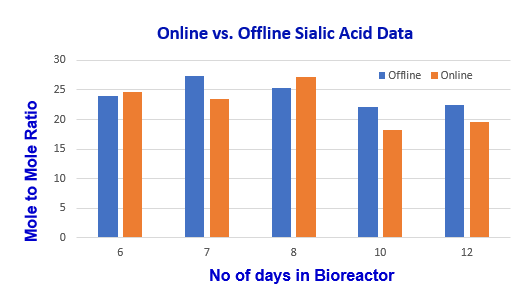 Online vs. Offline Sialic Acid Data
Offline Online
30
25
20
15
10
5
0
Mole to Mole Ratio
6 7 8 10 12
No of days in Bioreactor